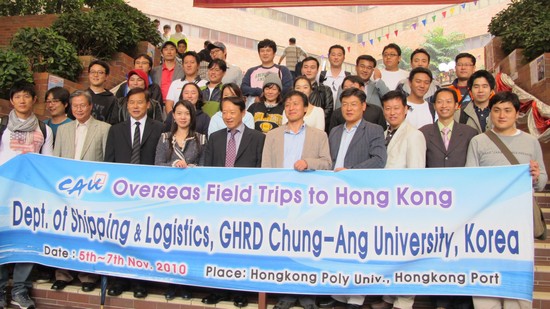 CAU Overseas Field Trips to Hong Kong
Dept. of Shipping & Logistics, GHRD Chung-Ang University, Korea
Date : 5th~7th Nov. 2010 Place: Hongkong Poly Univ., Hongkong Port